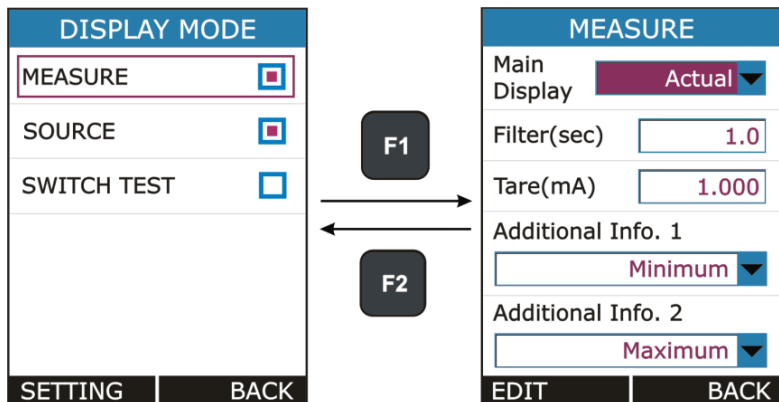 DISPLAY MODE
MEASURE
SOURCE
SWITCH TEST
SETTING BACK
F1
F2
MEASURE
Main
Display
Actual
Filter(sec) 1.0
Tare(mA) 1.000
Additional Info. 1
Minimum
Additional Info. 2
Maximum
EDIT BACK